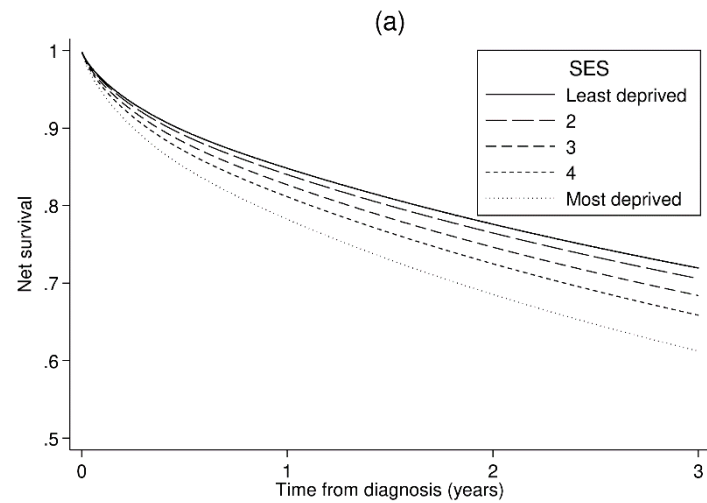 (a)
SES
Least deprived
2
3
4
Most deprived
Net survival
1
.9
.8
.7
.6
.5
0
1
2
3
Time from diagnosis (years)